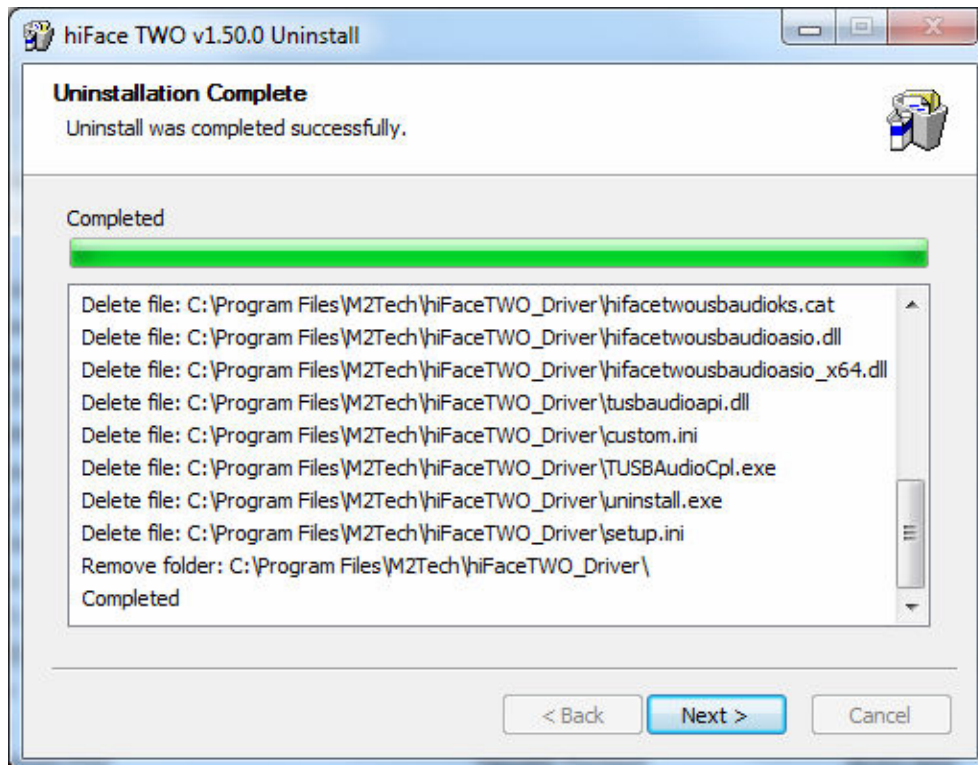 hiFace TWO v1.50.0 Uninstall
Uninstallation Complete
Uninstall was completed successfully.
Completed
Delete file: C:\Program Files\M2Tech\hiFaceTWO_Driver\hifacetwousbaudioks.cat
Delete file: C:\Program Files\M2Tech\hiFaceTWO_Driver\hifacetwousbaudioasio.dll
Delete file: C:\Program Files\M2Tech\hiFaceTWO_Driver\hifacetwousbaudioasio_x64.dll
Delete file: C:\Program Files\M2Tech\hiFaceTWO_Driver\tusbaudioapi.dll
Delete file: C:\Program Files\M2Tech\hiFaceTWO_Driver\custom.ini
Delete file: C:\Program Files\M2Tech\hiFaceTWO_Driver\TUSBAudioCpl.exe
Delete file: C:\Program Files\M2Tech\hiFaceTWO_Driver\uninstall.exe
Delete file: C:\Program Files\M2Tech\hiFaceTWO_Driver\setup.ini
Remove folder: C:\Program Files\M2Tech\hiFaceTWO_Driver\
Completed
< Back Next > Cancel